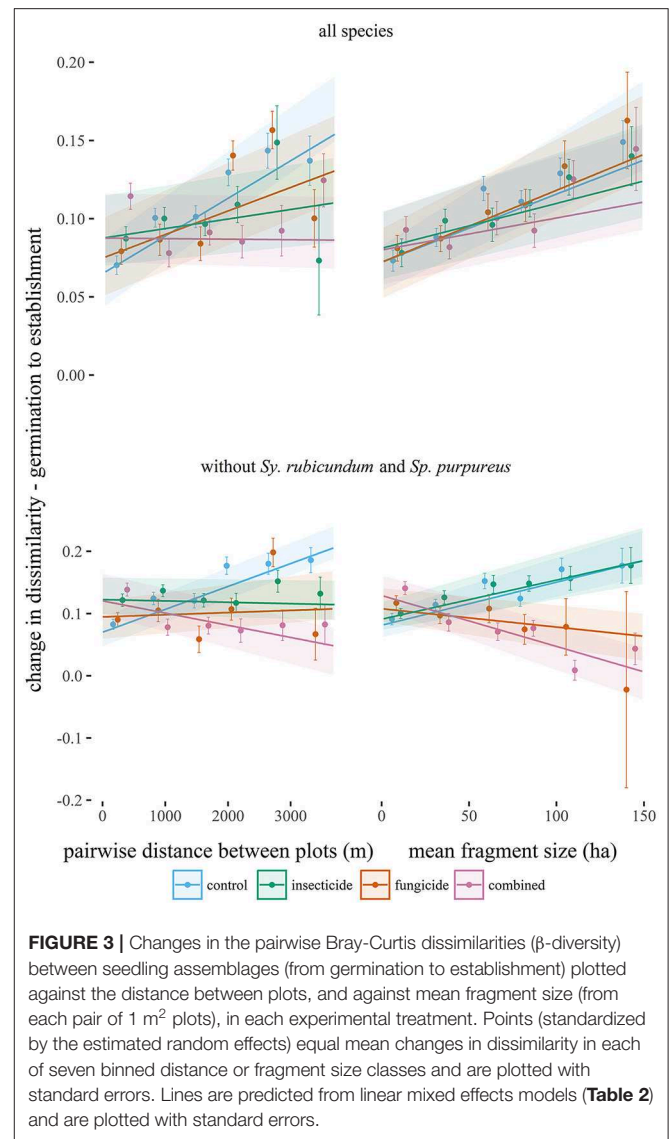 all species
0.20
0.15
0.10
0.05
0.00
change in dissimilarity - germination to establishment
without Sy. rubicundum and Sp. purpureus
0.2
0.1
0.0
-0.1
-0.2
0 1000 2000 3000
0 50 100 150
pairwise distance between plots (m) mean fragment size (ha)
control insecticide fungicide combined
FIGURE 3 | Changes in the pairwise Bray-Curtis dissimilarities (β-diversity)
between seedling assemblages (from germination to establishment) plotted
against the distance between plots, and against mean fragment size (from
each pair of 1 m² plots), in each experimental treatment. Points (standardized
by the estimated random effects) equal mean changes in dissimilarity in each
of seven binned distance or fragment size classes and are plotted with
standard errors. Lines are predicted from linear mixed effects models (Table 2)
and are plotted with standard errors.